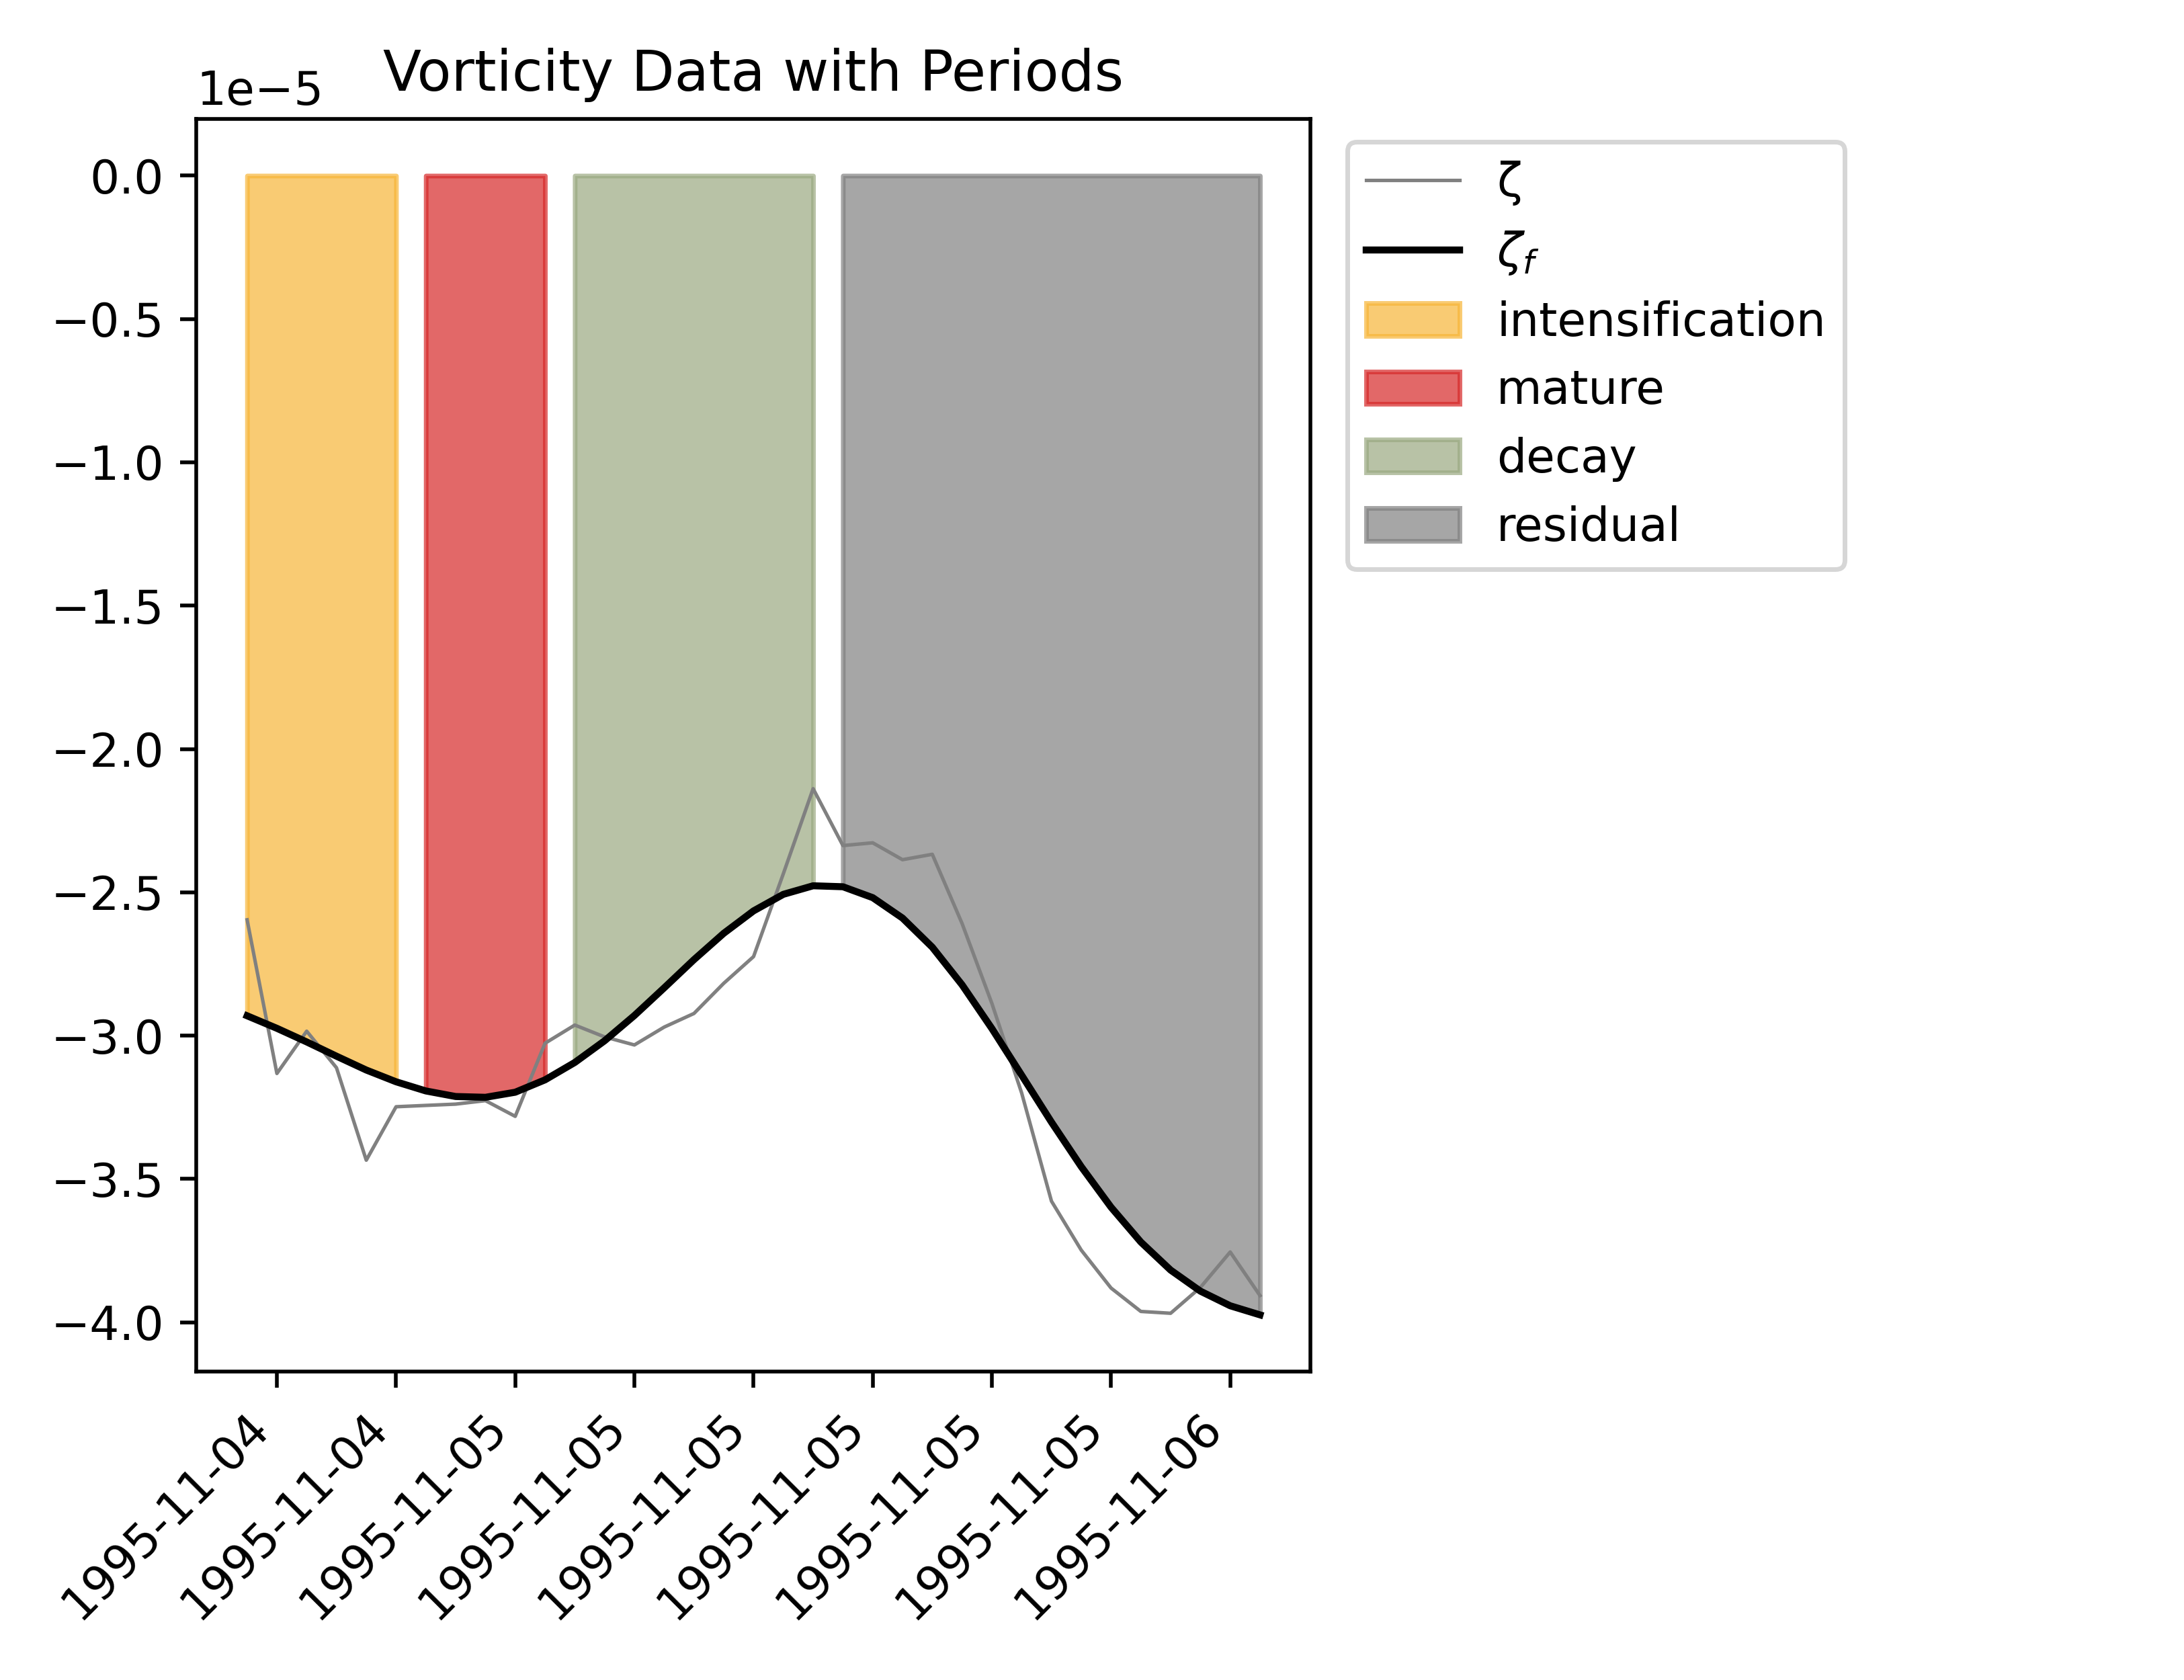 Vorticity Data with Periods
1e−5
0.0
−0.5
−1.0
−1.5
−2.0
−2.5
−3.0
−3.5
−4.0
1995-11-04
1995-11-04
1995-11-05
1995-11-05
1995-11-05
1995-11-05
1995-11-05
1995-11-05
1995-11-06
ζ
ζf
intensification
mature
decay
residual